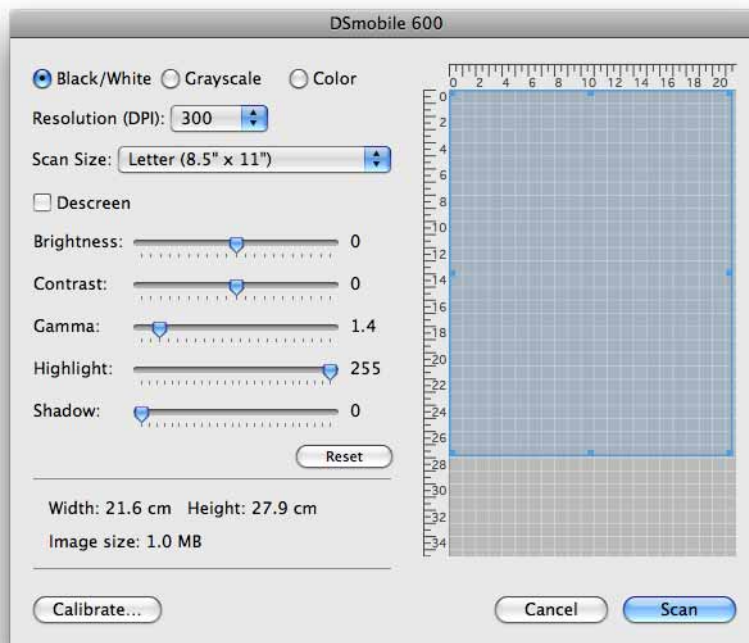 DSmobile 600
Black/White Grayscale Color
Resolution (DPI): 300
Scan Size: Letter (8.5" x 11")
Descreen
Brightness: 0
Contrast: 0
Gamma: 1.4
Highlight: 255
Shadow: 0
Reset
Width: 21.6 cm Height: 27.9 cm
Image size: 1.0 MB
Calibrate...
0 2 4 6 8 10 12 14 16 18 20
0
2
4
6
8
10
12
14
16
18
20
22
24
26
28
30
32
34
Cancel Scan